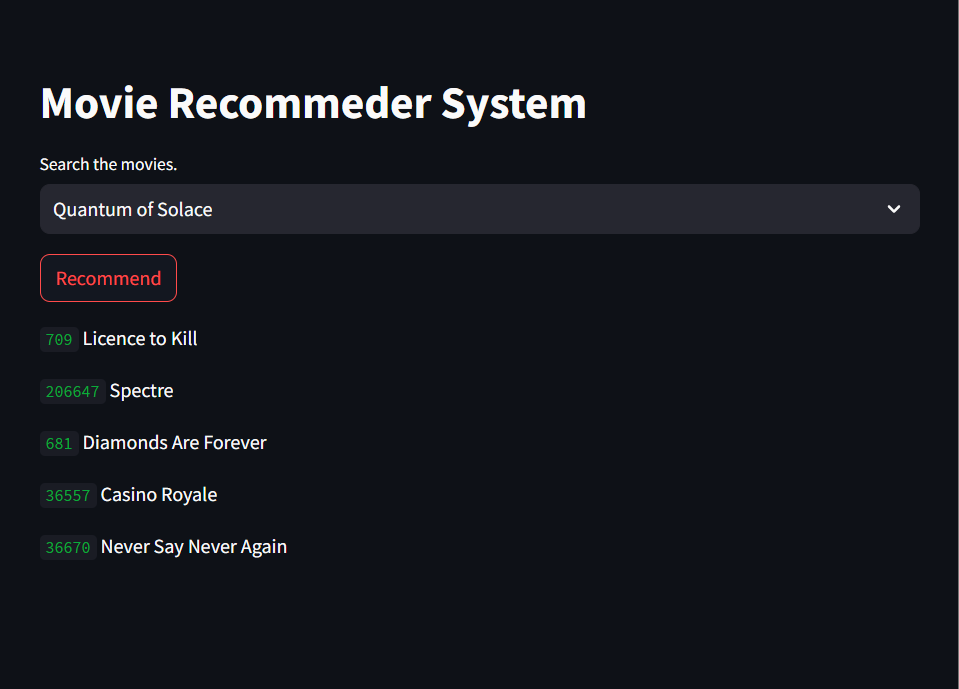 Movie Recommeder System
Search the movies.
Quantum of Solace
Recommend
709 Licence to Kill
206647 Spectre
681 Diamonds Are Forever
36557 Casino Royale
36670 Never Say Never Again